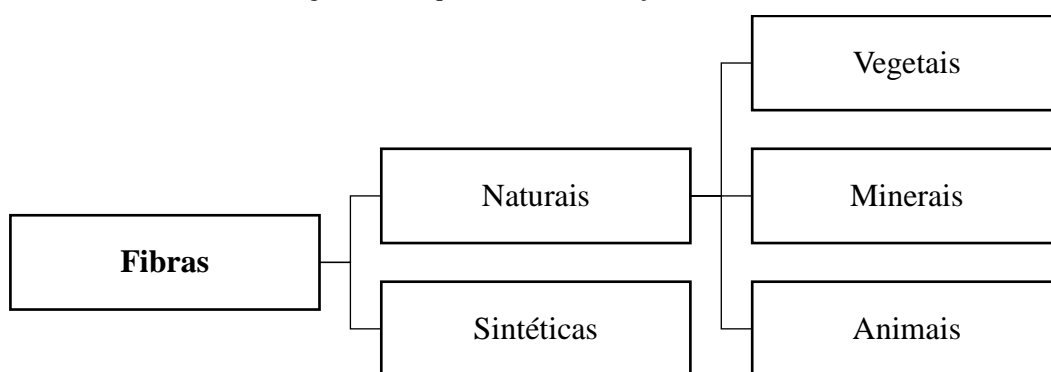 Vegetais
Naturais
Minerais
Fibras
Sintéticas
Animais